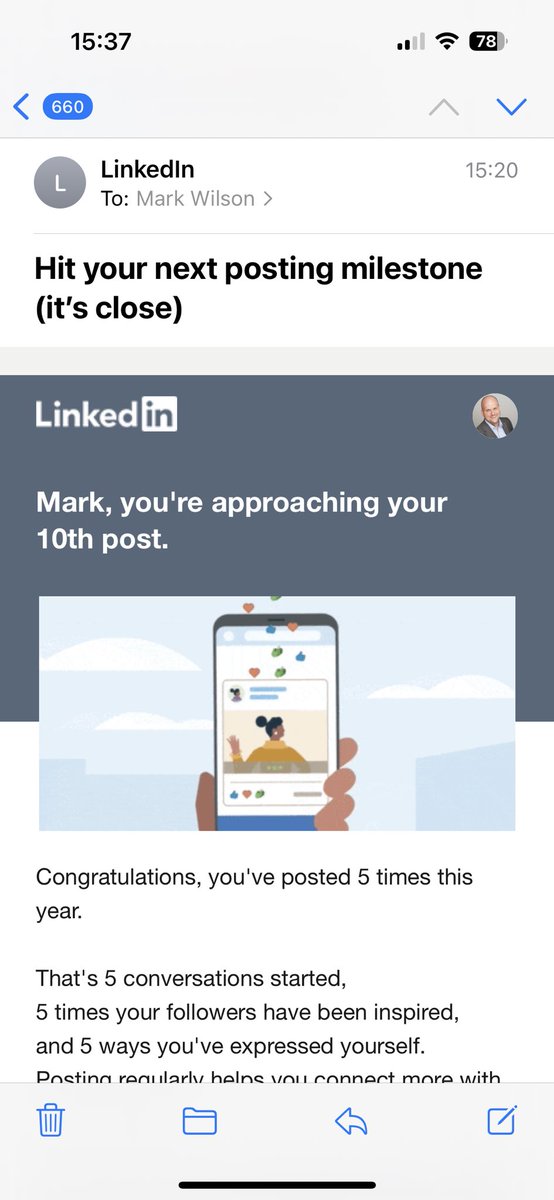 15:37
78
660
L
LinkedIn
15:20
To: Mark Wilson
Hit your next posting milestone
(it’s close)
Linked in
Mark, you're approaching your
10th post.
Congratulations, you've posted 5 times this
year.
That's 5 conversations started,
5 times your followers have been inspired,
and 5 ways you've expressed yourself.
Posting regularly helps you connect more with